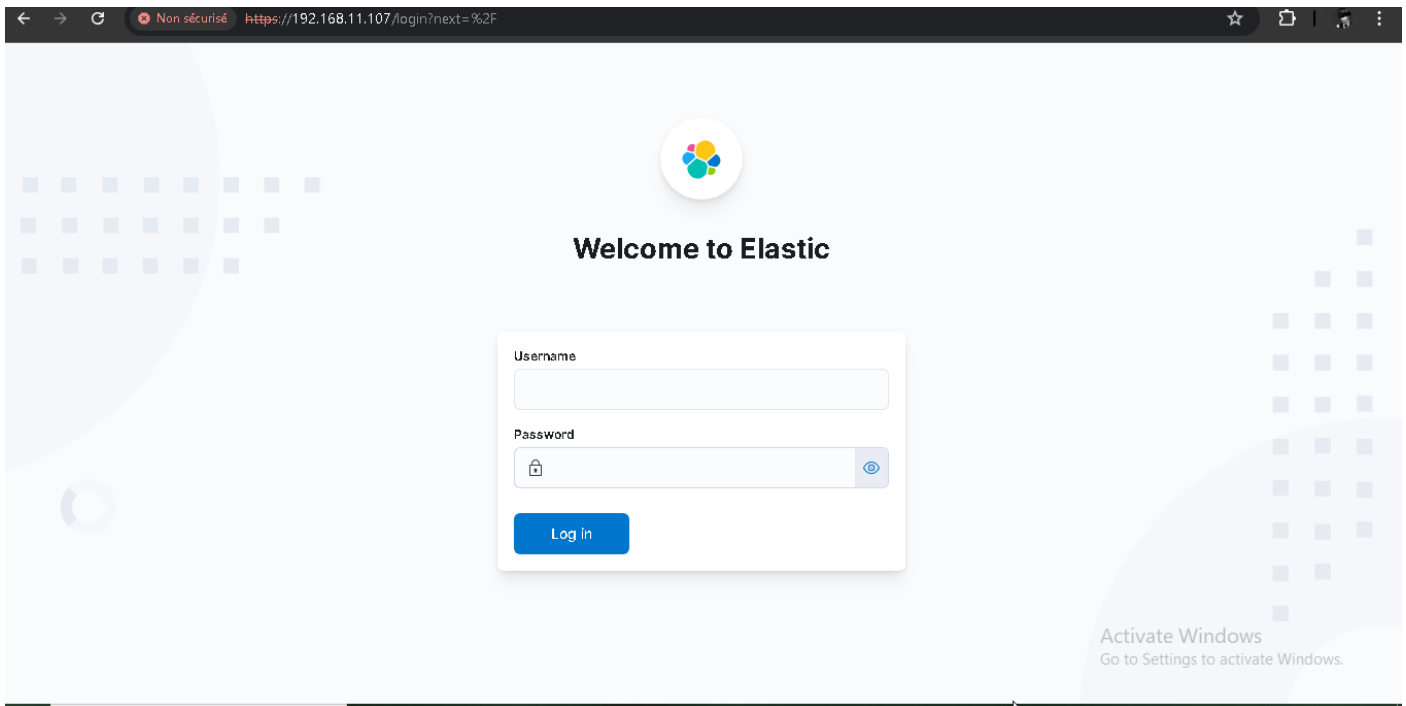 Non sécurisé https://192.168.11.107/login?next=%2F
Welcome to Elastic
Username
Password
Log in
Activate Windows
Go to Settings to activate Windows.